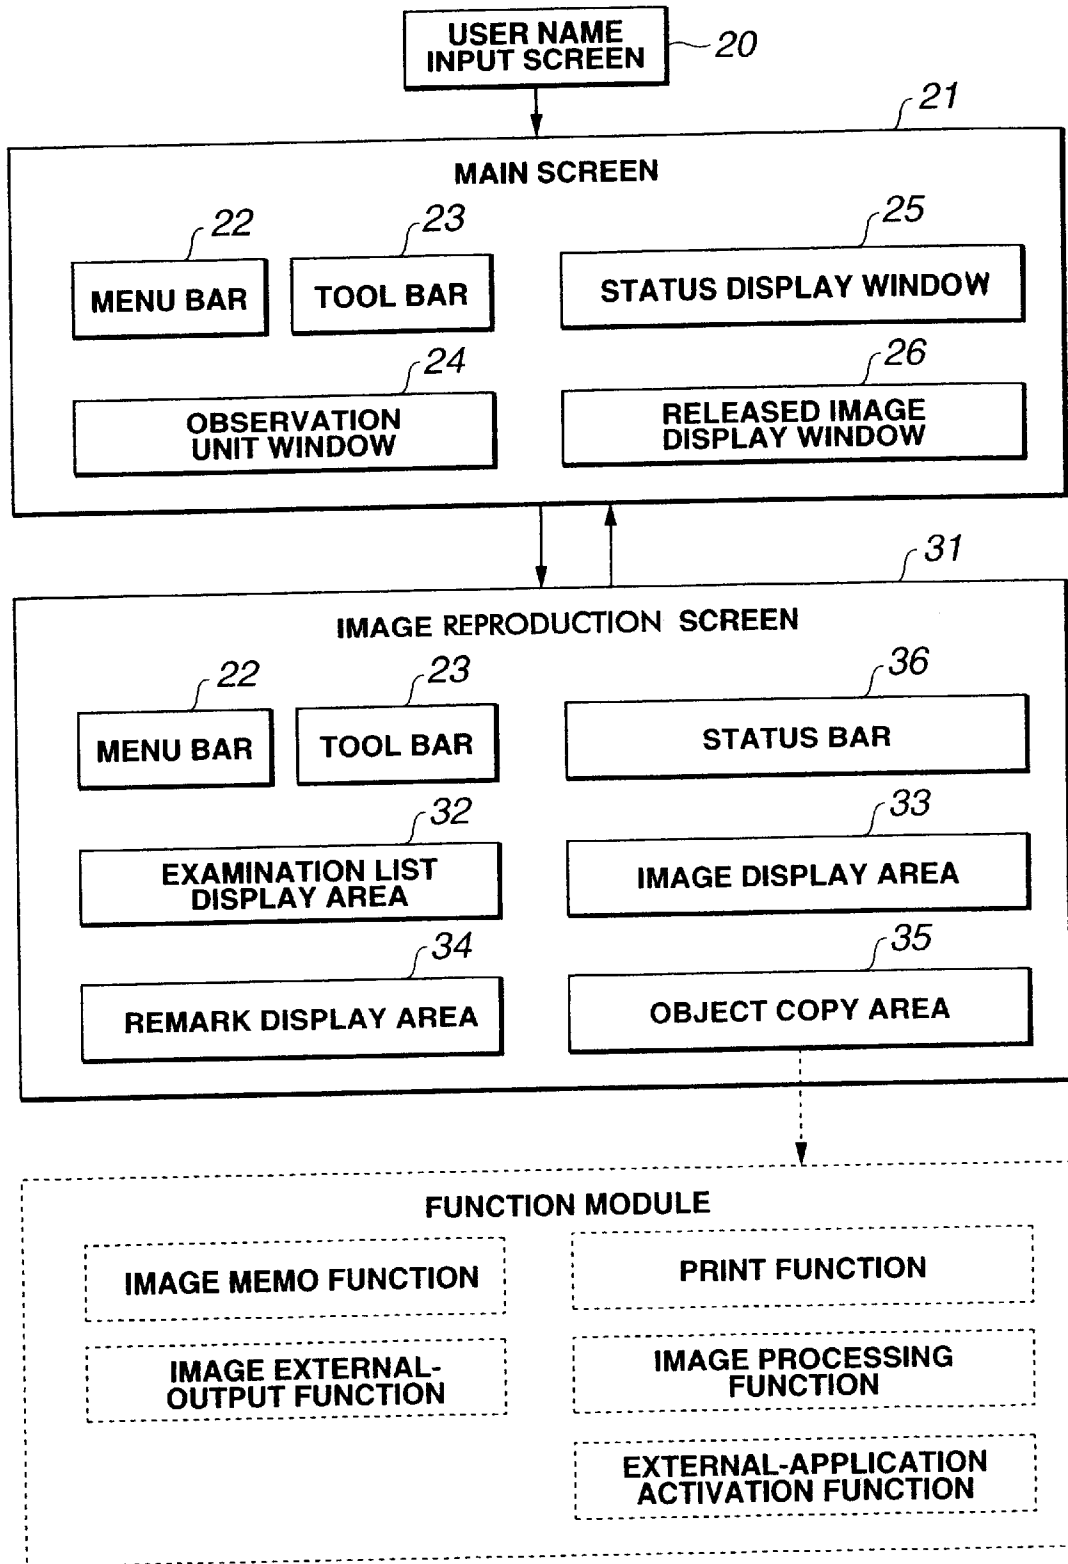 USER NAME
INPUT SCREEN
20
21
MAIN SCREEN
22
23
25
MENU BAR
TOOL BAR
STATUS DISPLAY WINDOW
24
26
OBSERVATION
UNIT WINDOW
RELEASED IMAGE
DISPLAY WINDOW
31
IMAGE REPRODUCTION SCREEN
22
23
36
MENU BAR
TOOL BAR
STATUS BAR
32
33
EXAMINATION LIST
DISPLAY AREA
IMAGE DISPLAY AREA
34
35
REMARK DISPLAY AREA
OBJECT COPY AREA
FUNCTION MODULE
IMAGE MEMO FUNCTION
PRINT FUNCTION
IMAGE EXTERNAL-
OUTPUT FUNCTION
IMAGE PROCESSING
FUNCTION
EXTERNAL-APPLICATION
ACTIVATION FUNCTION